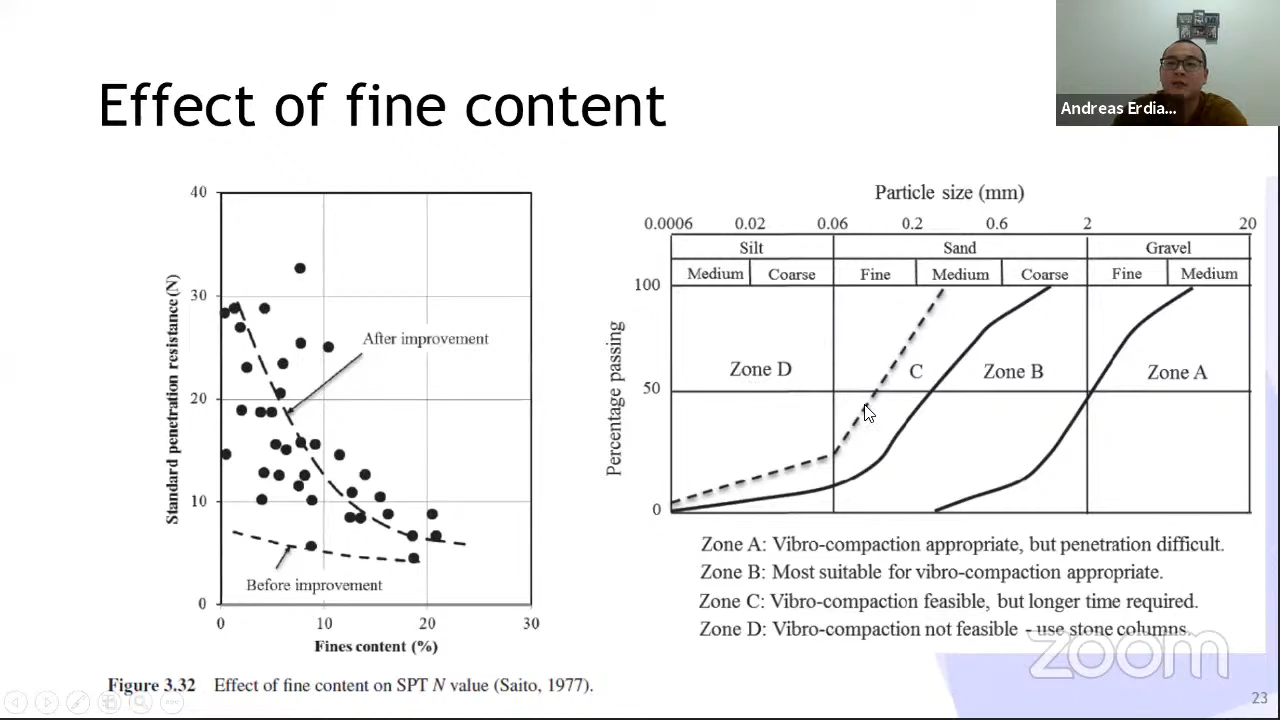 Andreas Erdia...
Effect of fine content
40
30
20
10
0
0 10 20 30
Standard penetration resistance (N)
After improvement
Before improvement
Fines content (%)
Figure 3.32 Effect of fine content on SPT N value (Saito, 1977).
Particle size (mm)
0.0006 0.02 0.06 0.2 0.6 2 20
Silt Sand Gravel
Medium Coarse Fine Medium Coarse Fine Medium
100
50
0
Percentage passing
Zone D C Zone B Zone A
Zone A: Vibro-compaction appropriate, but penetration difficult.
Zone B: Most suitable for vibro-compaction appropriate.
Zone C: Vibro-compaction feasible, but longer time required.
Zone D: Vibro-compaction not feasible - use stone columns.
zoom
23